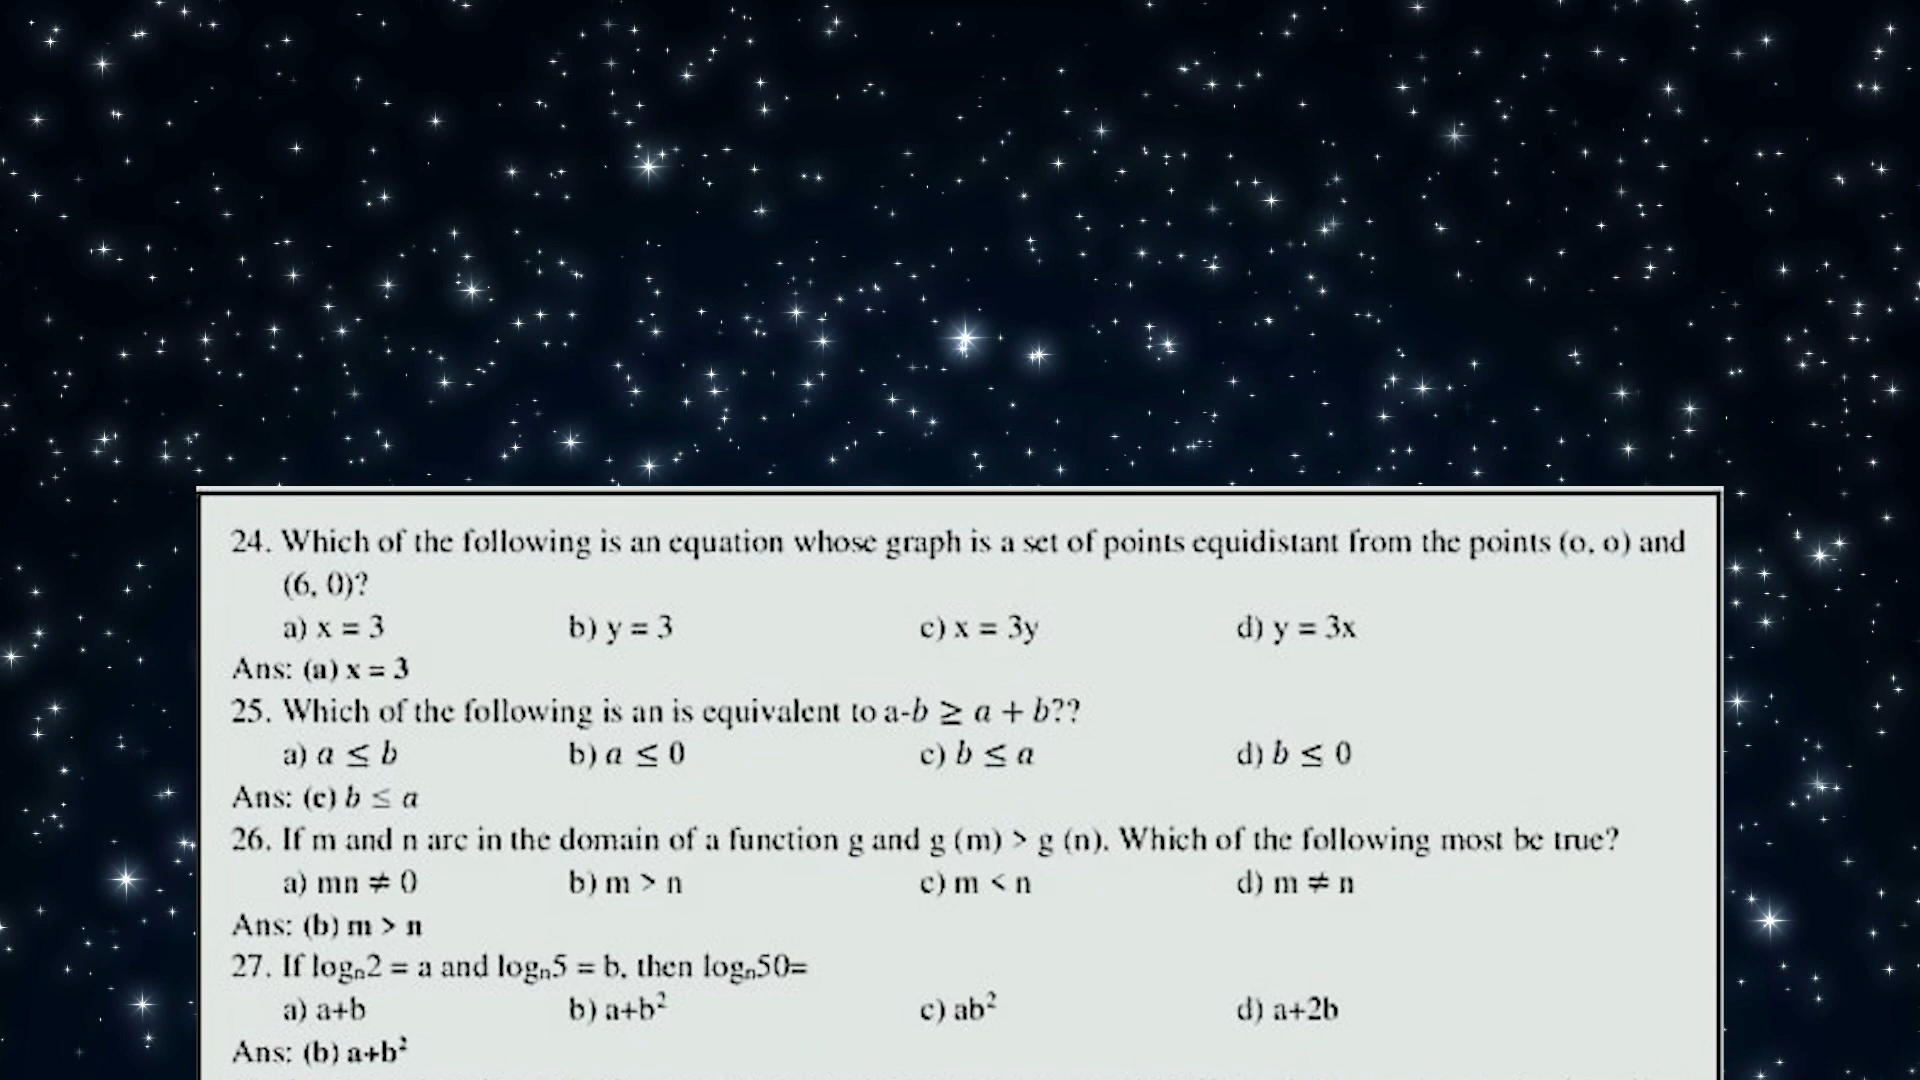 24. Which of the following is an equation whose graph is a set of points equidistant from the points (o, o) and
(6, 0)?
a) x = 3 b) y = 3 c) x = 3y d) y = 3x
Ans: (a) x = 3
25. Which of the following is an is equivalent to a-b ≥ a + b??
a) a ≤ b b) a ≤ 0 c) b ≤ a d) b ≤ 0
Ans: (c) b ≤ a
26. If m and n are in the domain of a function g and g (m) > g (n). Which of the following most be true?
a) mn ≠ 0 b) m > n c) m < n d) m ≠ n
Ans: (b) m > n
27. If logₙ2 = a and logₙ5 = b, then logₙ50=
a) a+b b) a+b² c) ab² d) a+2b
Ans: (b) a+b²